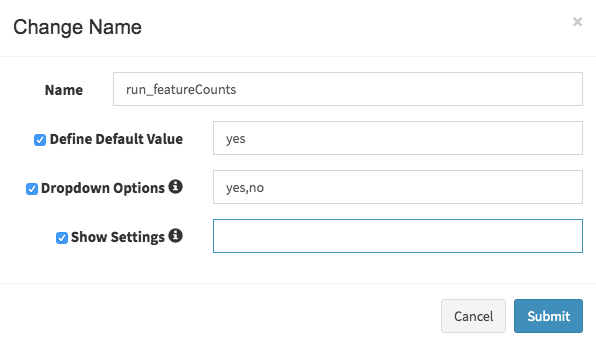 Change Name
×
Name run_featureCounts
Define Default Value yes
Dropdown Options yes,no
Show Settings
Cancel Submit